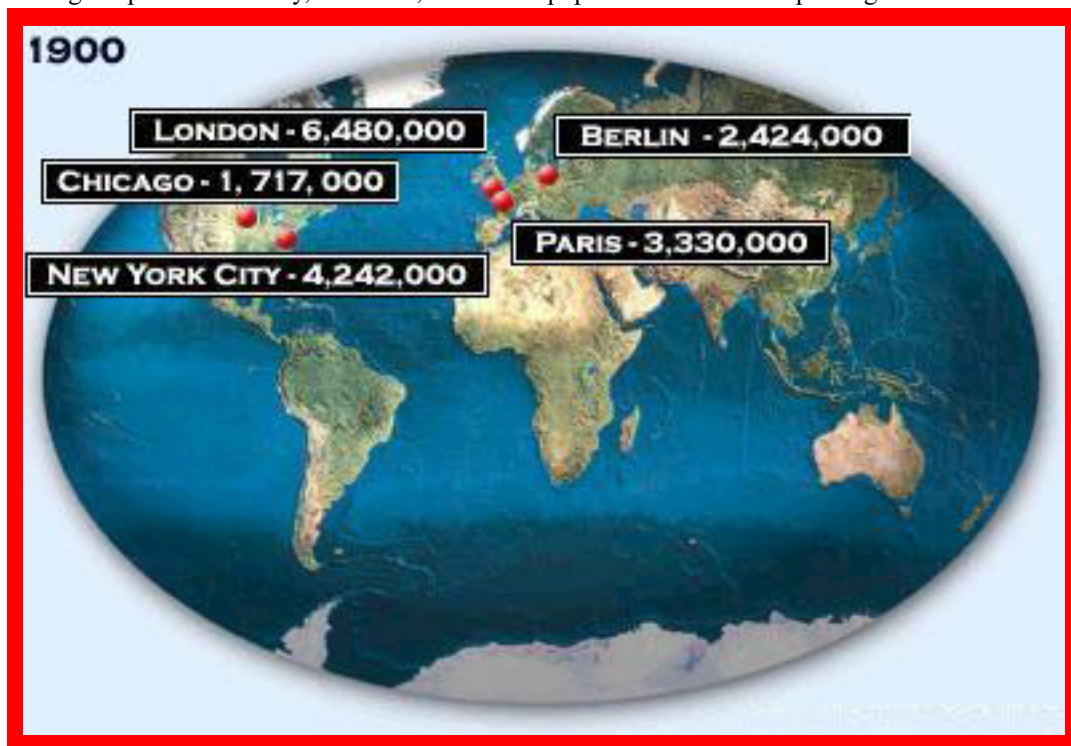 1900
LONDON - 6,480,000
BERLIN - 2,424,000
CHICAGO - 1, 717, 000
PARIS - 3,330,000
NEW YORK CITY - 4,242,000